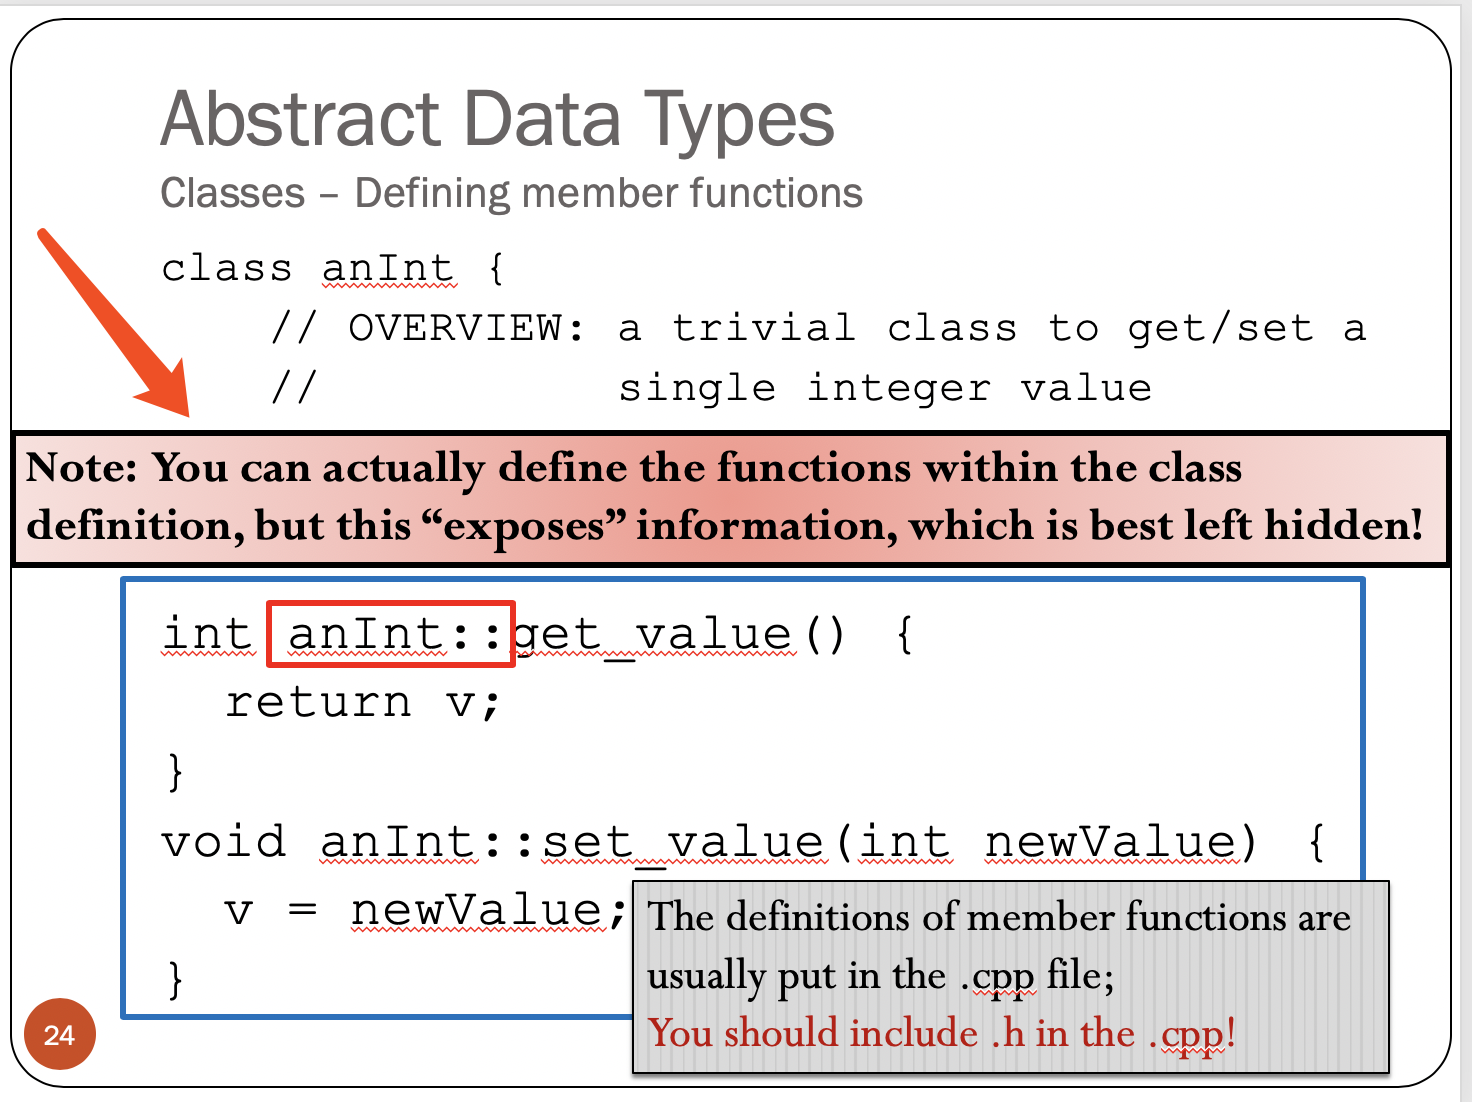 Abstract Data Types
Classes – Defining member functions
class anInt {
// OVERVIEW: a trivial class to get/set a
// single integer value
Note: You can actually define the functions within the class
definition, but this “exposes” information, which is best left hidden!
int anInt::get_value() {
return v;
}
void anInt::set_value(int newValue) {
v = newValue;
}
The definitions of member functions are
usually put in the .cpp file;
You should include .h in the .cpp!
24